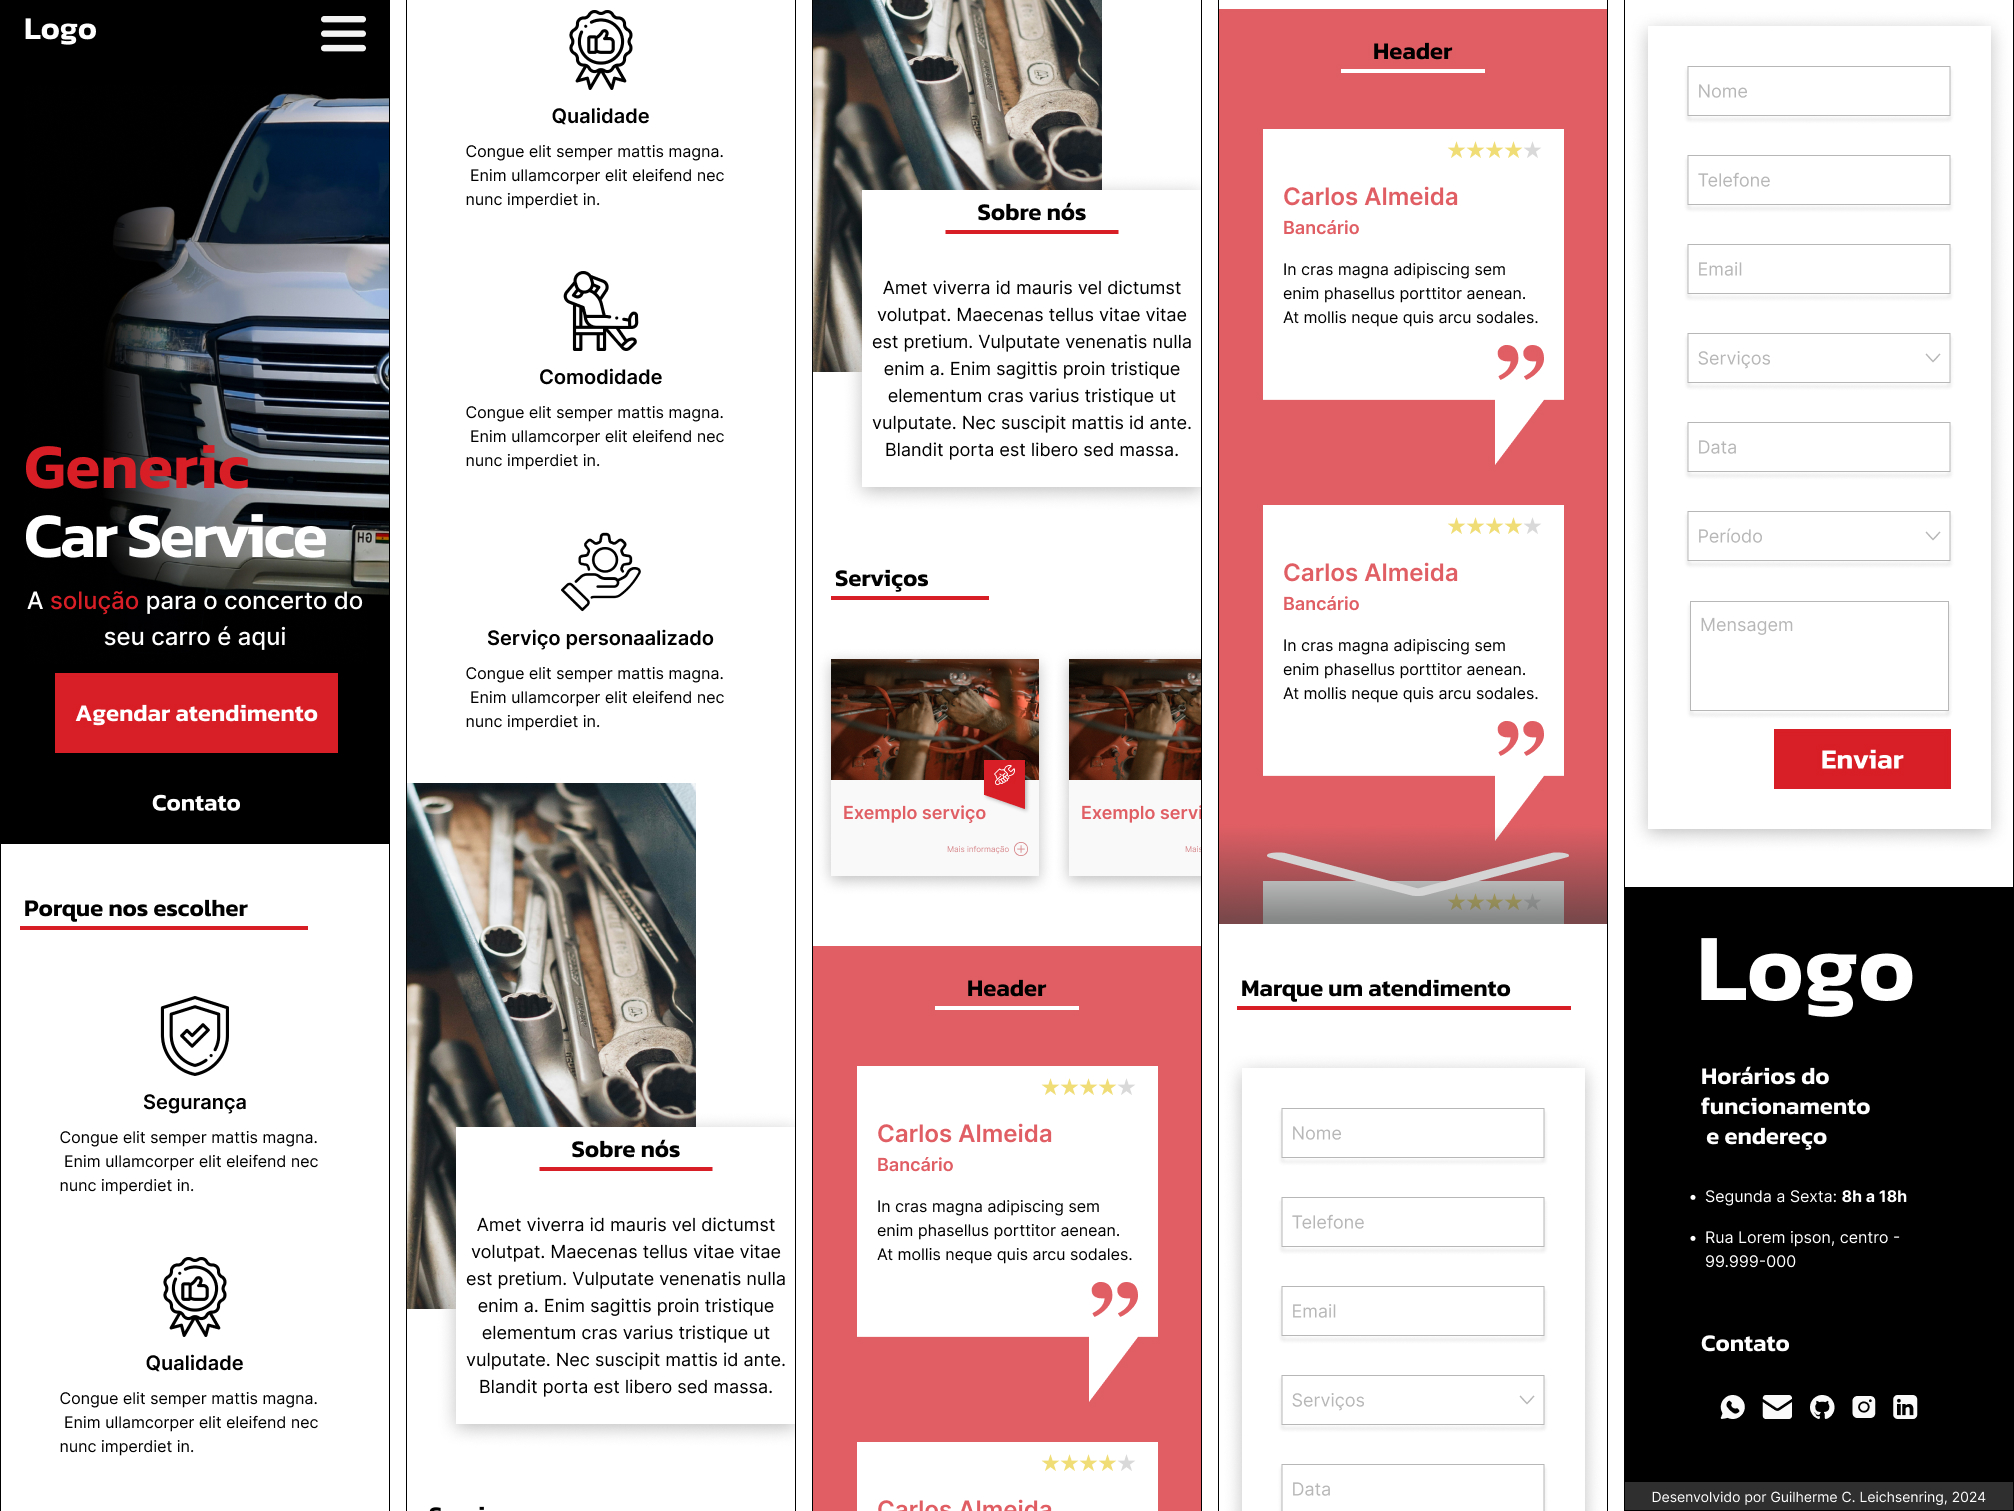 Logo
Generic
Car Service
A solução para o concerto do
seu carro é aqui
Agendar atendimento
Contato
Porque nos escolher
Segurança
Congue elit semper mattis magna.
Enim ullamcorper elit eleifend nec
nunc imperdiet in.
Qualidade
Congue elit semper mattis magna.
Enim ullamcorper elit eleifend nec
nunc imperdiet in.
Qualidade
Congue elit semper mattis magna.
Enim ullamcorper elit eleifend nec
nunc imperdiet in.
Comodidade
Congue elit semper mattis magna.
Enim ullamcorper elit eleifend nec
nunc imperdiet in.
Serviço personaalizado
Congue elit semper mattis magna.
Enim ullamcorper elit eleifend nec
nunc imperdiet in.
Sobre nós
Amet viverra id mauris vel dictumst
volutpat. Maecenas tellus vitae vitae
est pretium. Vulputate venenatis nulla
enim a. Enim sagittis proin tristique
elementum cras varius tristique ut
vulputate. Nec suscipit mattis id ante.
Blandit porta est libero sed massa.
Sobre nós
Amet viverra id mauris vel dictumst
volutpat. Maecenas tellus vitae vitae
est pretium. Vulputate venenatis nulla
enim a. Enim sagittis proin tristique
elementum cras varius tristique ut
vulputate. Nec suscipit mattis id ante.
Blandit porta est libero sed massa.
Serviços
Exemplo serviço
Mais informação
Exemplo servi
Mais
Header
Carlos Almeida
Bancário
In cras magna adipiscing sem
enim phasellus porttitor aenean.
At mollis neque quis arcu sodales.
Carlos Almeida
Header
Carlos Almeida
Bancário
In cras magna adipiscing sem
enim phasellus porttitor aenean.
At mollis neque quis arcu sodales.
Carlos Almeida
Bancário
In cras magna adipiscing sem
enim phasellus porttitor aenean.
At mollis neque quis arcu sodales.
Marque um atendimento
Nome
Telefone
Email
Serviços
Data
Nome
Telefone
Email
Serviços
Data
Período
Mensagem
Enviar
Logo
Horários do
funcionamento
e endereço
• Segunda a Sexta: 8h a 18h
• Rua Lorem ipson, centro -
99.999-000
Contato
Desenvolvido por Guilherme C. Leichsenring, 2024